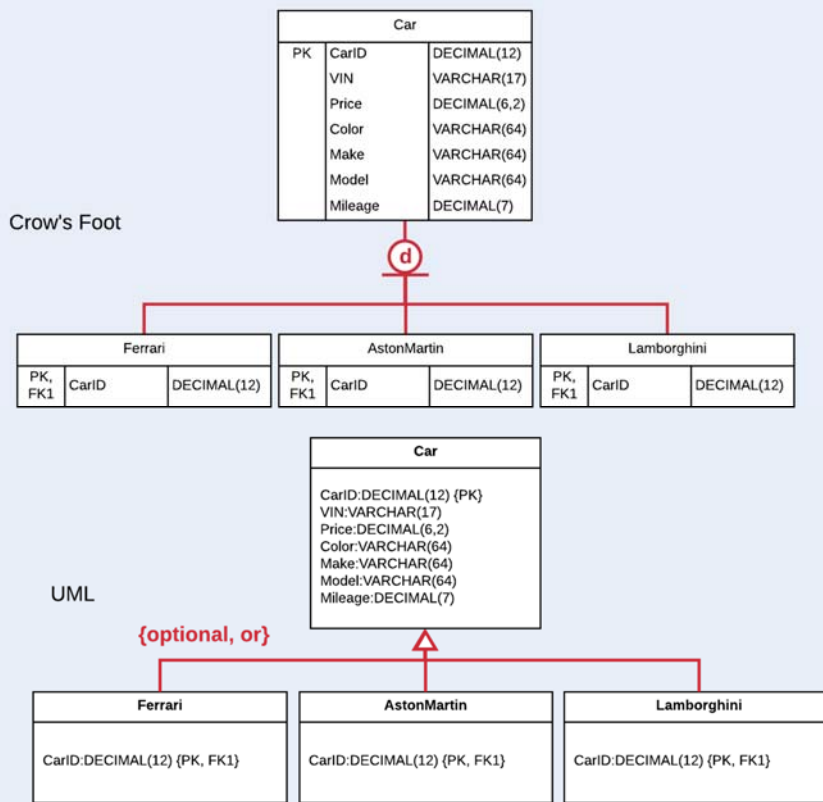 Car
PK CarID DECIMAL(12)
VIN VARCHAR(17)
Price DECIMAL(6,2)
Color VARCHAR(64)
Make VARCHAR(64)
Model VARCHAR(64)
Mileage DECIMAL(7)
Crow's Foot
d
Ferrari
PK, FK1 CarID DECIMAL(12)
AstonMartin
PK, FK1 CarID DECIMAL(12)
Lamborghini
PK, FK1 CarID DECIMAL(12)
Car
CarID:DECIMAL(12) {PK}
VIN:VARCHAR(17)
Price:DECIMAL(6,2)
Color:VARCHAR(64)
Make:VARCHAR(64)
Model:VARCHAR(64)
Mileage:DECIMAL(7)
UML
{optional, or}
Ferrari
CarID:DECIMAL(12) {PK, FK1}
AstonMartin
CarID:DECIMAL(12) {PK, FK1}
Lamborghini
CarID:DECIMAL(12) {PK, FK1}